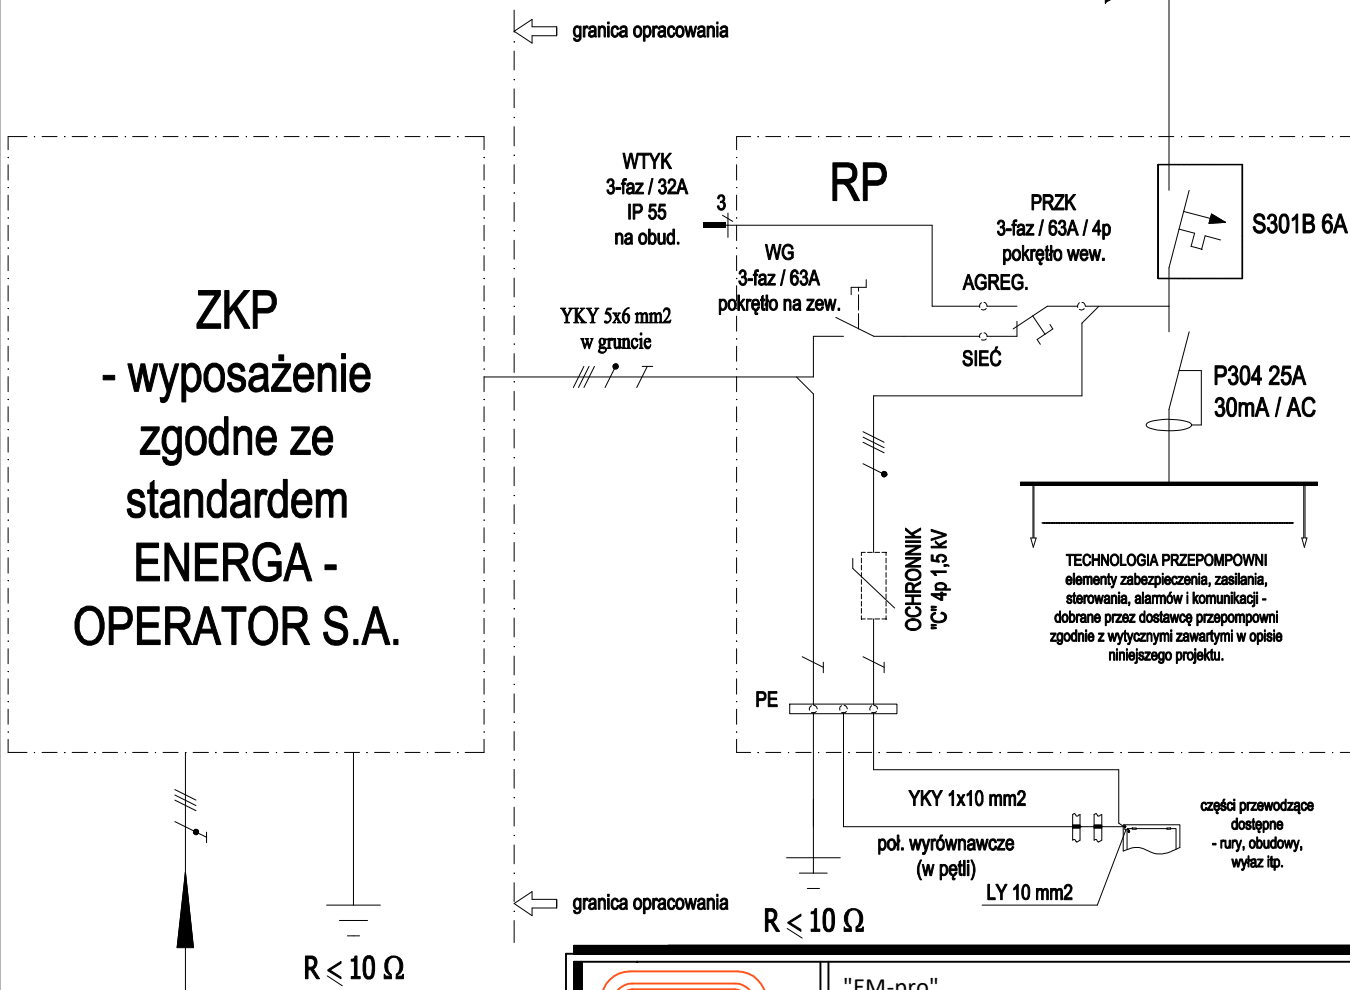 granica opracowania
WTYK
3-faz / 32A
IP 55
na obud.
3
RP
PRZK
3-faz / 63A / 4p
pokrętło wew.
S301B 6A
WG
3-faz / 63A
pokrętło na zew.
AGREG.
SIEĆ
YKY 5x6 mm2
w gruncie
ZKP
- wyposażenie
zgodne ze
standardem
ENERGA -
OPERATOR S.A.
P304 25A
30mA / AC
OCHRONNIK
"C" 4p 1,5 kV
TECHNOLOGIA PRZEPOMPOWNI
elementy zabezpieczenia, zasilania,
sterowania, alarmów i komunikacji -
dobrane przez dostawcę przepompowni
zgodnie z wytycznymi zawartymi w opisie
niniejszego projektu.
PE
YKY 1x10 mm2
poł. wyrównawcze
(w pętli)
LY 10 mm2
części przewodzące
dostępne
- rury, obudowy,
wyłaz itp.
granica opracowania
R ≤ 10 Ω
R ≤ 10 Ω
"EM-pro"